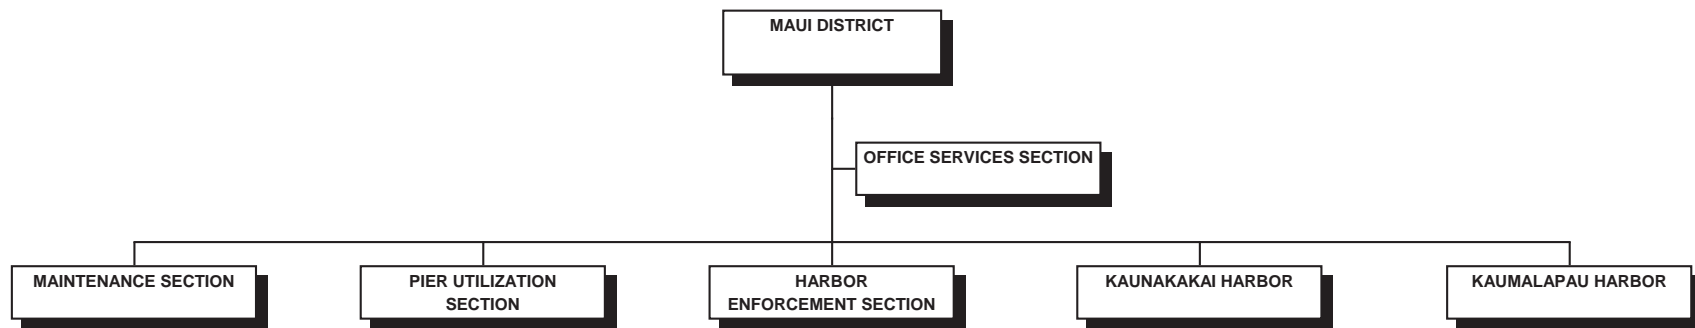 MAUI DISTRICT
OFFICE SERVICES SECTION
MAINTENANCE SECTION
PIER UTILIZATION
SECTION
HARBOR
ENFORCEMENT SECTION
KAUNAKAKAI HARBOR
KAUMALAPAU HARBOR